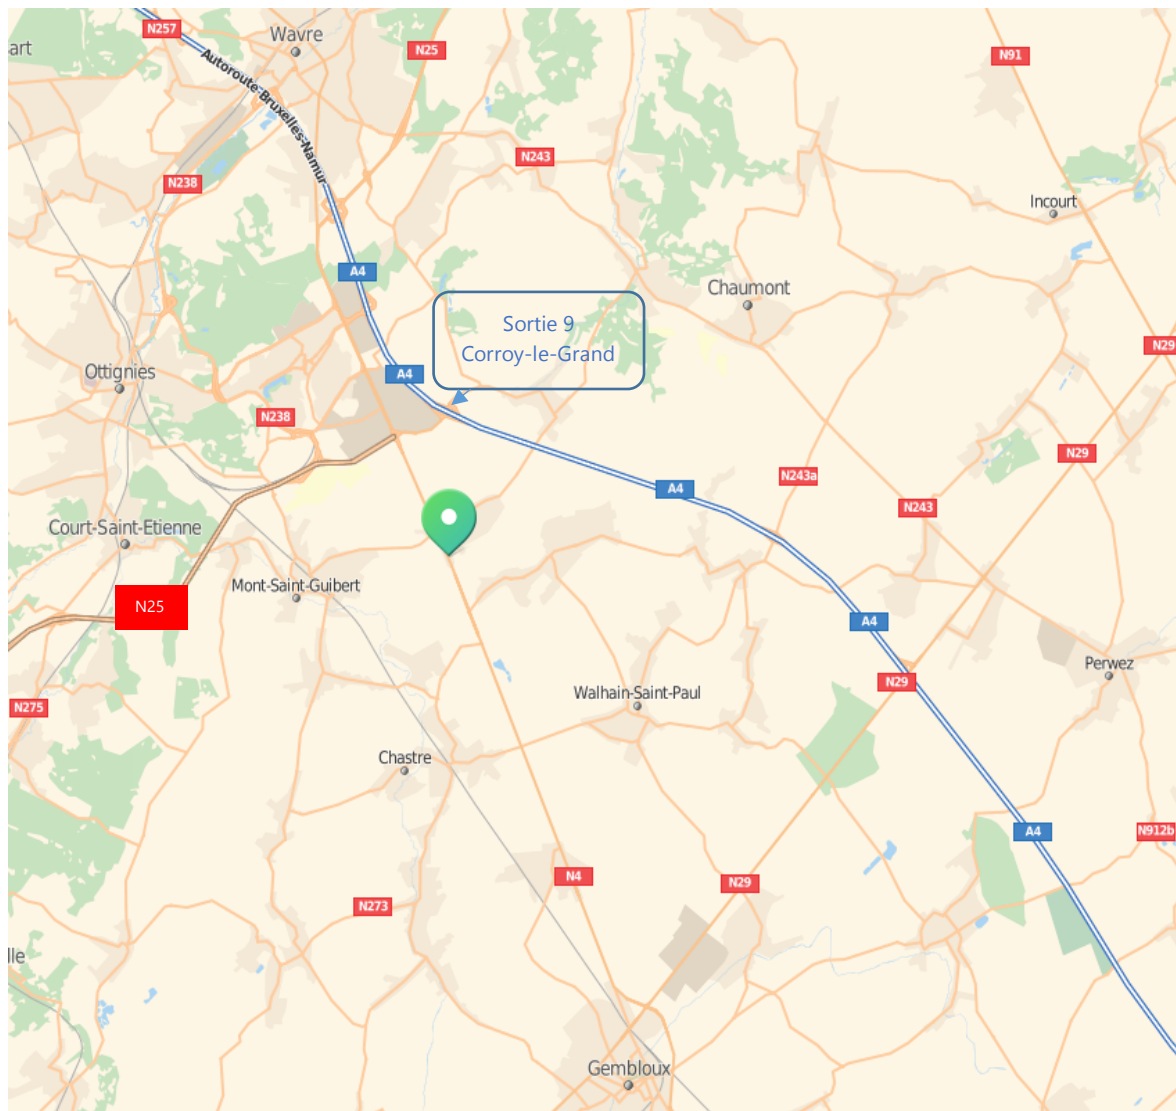 N257
Wavre
N25
N91
art
Autoroute-Bruxelles-Namur
N243
N238
Incourt
A4
Chaumont
Sortie 9
Corroy-le-Grand
N29
Ottignies
A4
N238
N29
N243a
A4
N243
Court-Saint-Etienne
Mont-Saint-Guibert
N25
A4
Perwez
N29
Walhain-Saint-Paul
N275
Chastre
A4
N912b
N4
N29
N273
lle
Gembloux